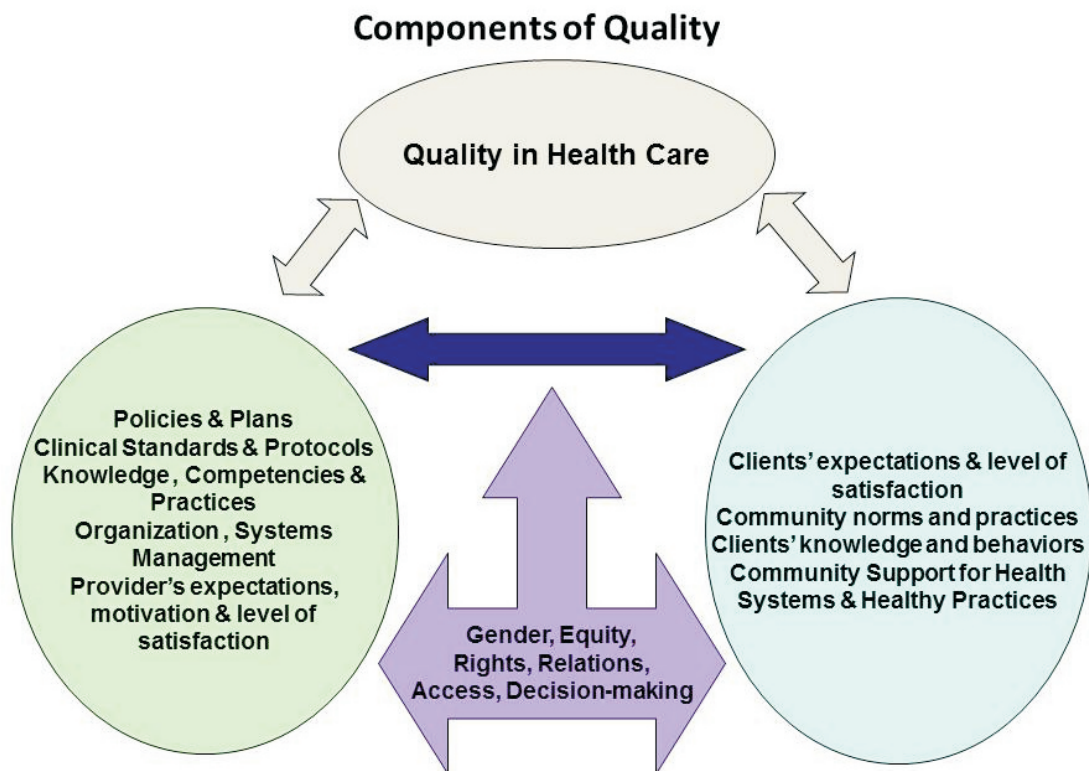 Components of Quality
Quality in Health Care
Policies & Plans
Clinical Standards & Protocols
Knowledge, Competencies &
Practices
Organization, Systems
Management
Provider's expectations,
motivation & level of
satisfaction
Clients' expectations & level of
satisfaction
Community norms and practices
Clients' knowledge and behaviors
Community Support for Health
Systems & Healthy Practices
Gender, Equity,
Rights, Relations,
Access, Decision-making